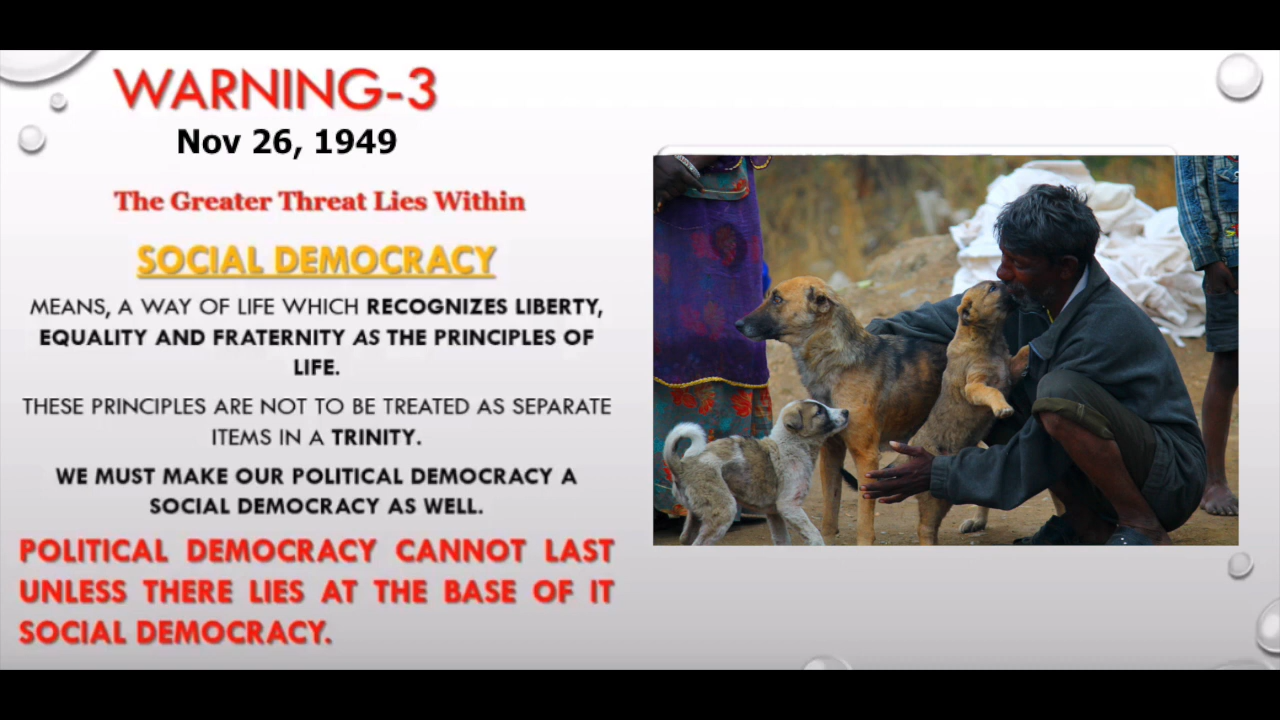 WARNING-3
Nov 26, 1949
The Greater Threat Lies Within
SOCIAL DEMOCRACY
MEANS, A WAY OF LIFE WHICH RECOGNIZES LIBERTY,
EQUALITY AND FRATERNITY AS THE PRINCIPLES OF
LIFE.
THESE PRINCIPLES ARE NOT TO BE TREATED AS SEPARATE
ITEMS IN A TRINITY.
WE MUST MAKE OUR POLITICAL DEMOCRACY A
SOCIAL DEMOCRACY AS WELL.
POLITICAL DEMOCRACY CANNOT LAST
UNLESS THERE LIES AT THE BASE OF IT
SOCIAL DEMOCRACY.